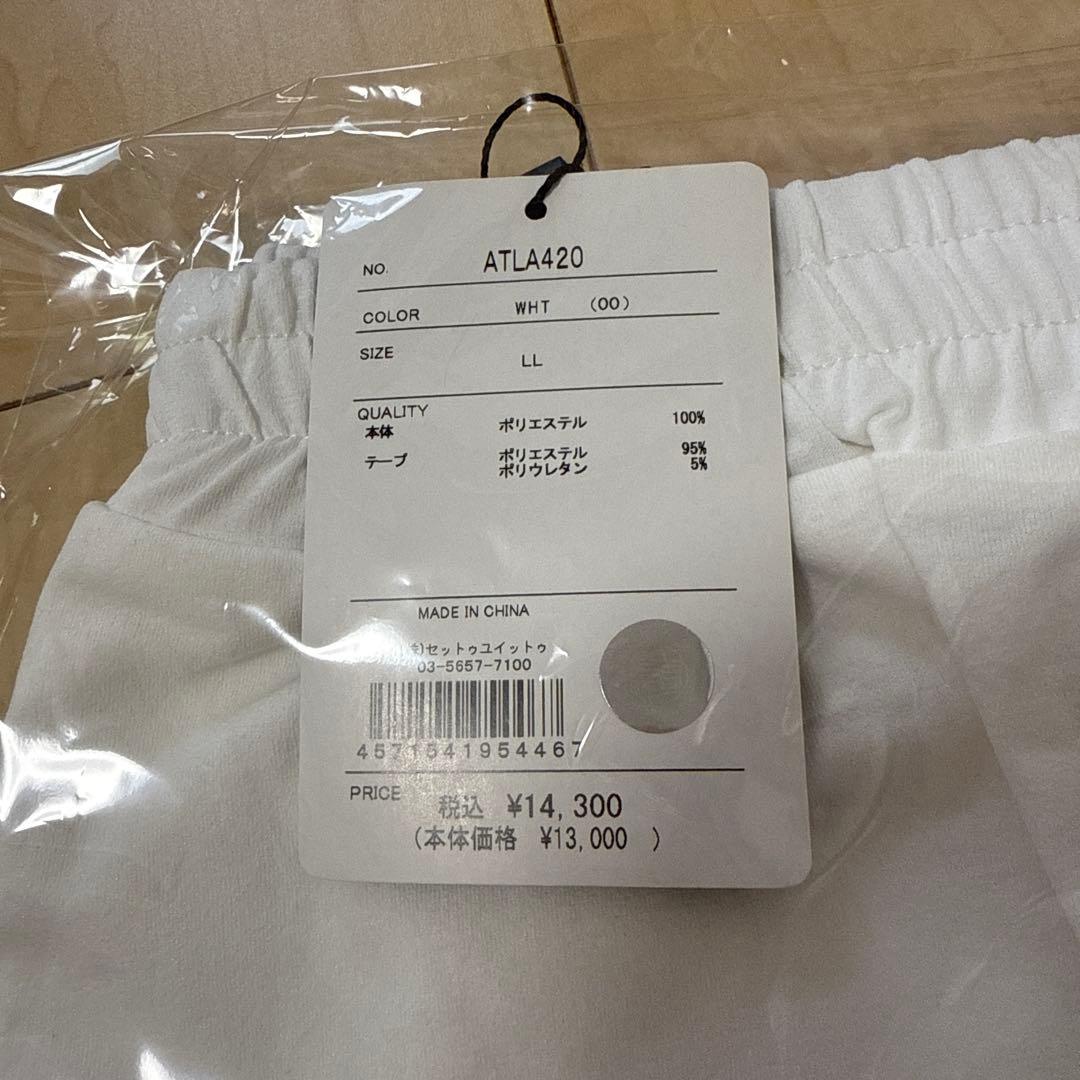 NO. ATLA420
COLOR WHT (00)
SIZE LL
QUALITY
本体 ポリエステル 100%
テープ ポリエステル 95%
ポリウレタン 5%
MADE IN CHINA
)セットゥユイットゥ
03-5657-7100
4571541954467
PRICE 税込 ¥14,300
(本体価格 ¥13,000 )